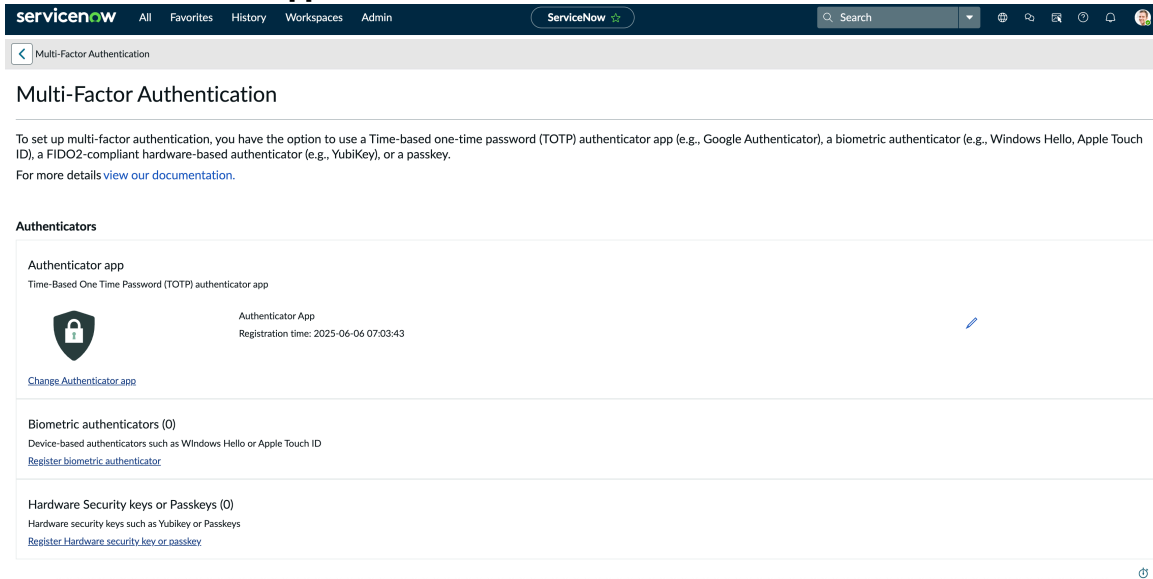 servicenow All Favorites History Workspaces Admin ServiceNow Search
Multi-Factor Authentication
Multi-Factor Authentication
To set up multi-factor authentication, you have the option to use a Time-based one-time password (TOTP) authenticator app (e.g., Google Authenticator), a biometric authenticator (e.g., Windows Hello, Apple Touch
ID), a FIDO2-compliant hardware-based authenticator (e.g., YubiKey), or a passkey.
For more details view our documentation.
Authenticators
Authenticator app
Time-Based One Time Password (TOTP) authenticator app
Authenticator App
Registration time: 2025-06-06 07:03:43
Change Authenticator app
Biometric authenticators (0)
Device-based authenticators such as WIndows Hello or Apple Touch ID
Register biometric authenticator
Hardware Security keys or Passkeys (0)
Hardware security keys such as Yubikey or Passkeys
Register Hardware security key or passkey